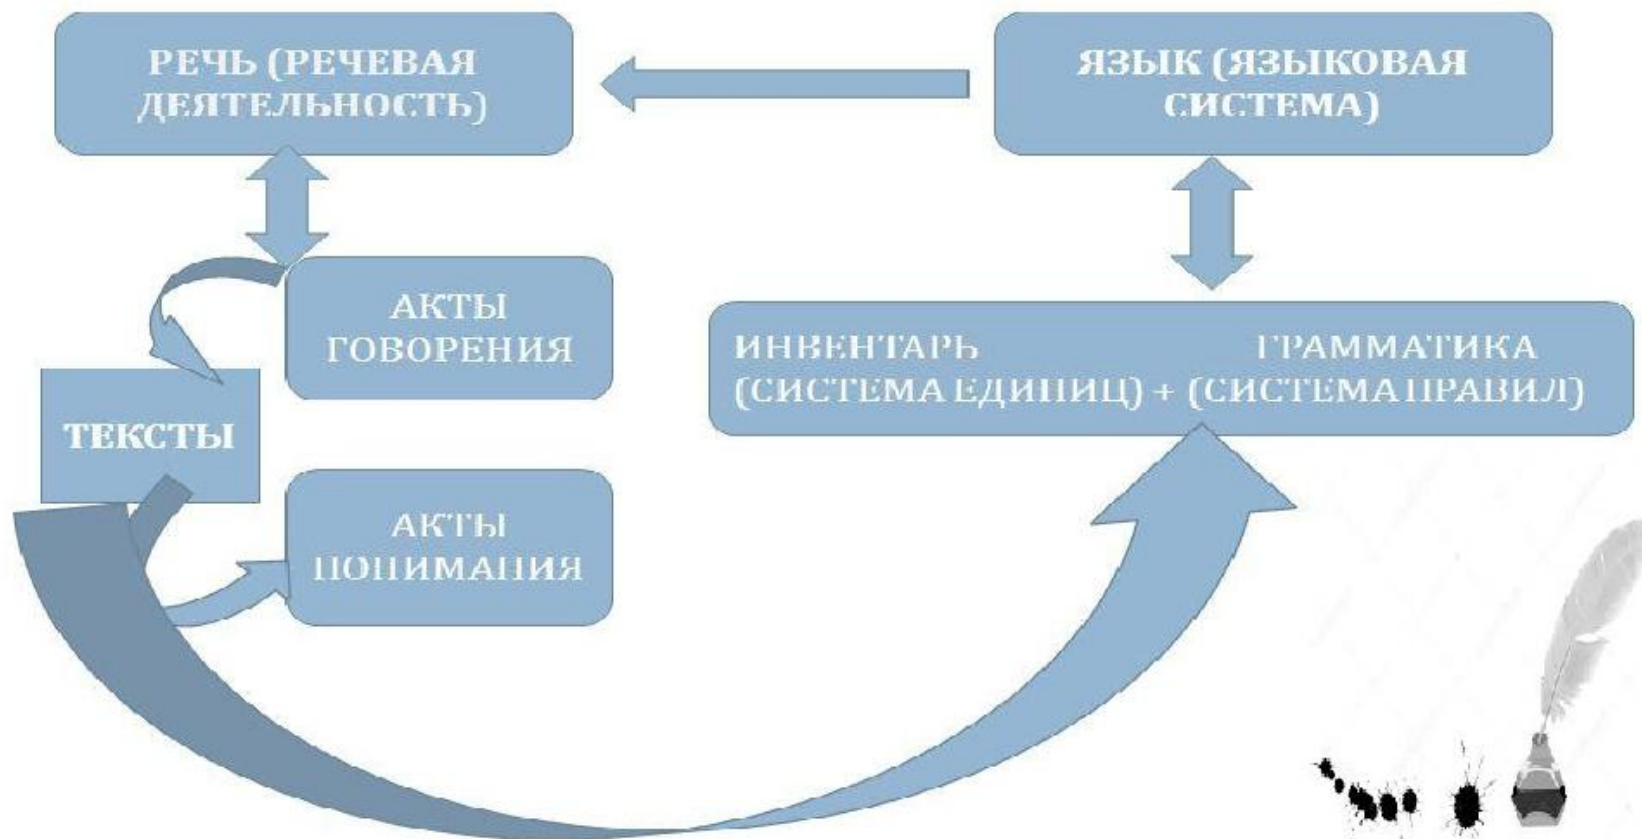 РЕЧЬ (РЕЧЕВАЯ
ДЕЯТЕЛЬНОСТЬ)
ЯЗЫК (ЯЗЫКОВАЯ
СИСТЕМА)
АКТЫ
ГОВОРЕНИЯ
ИНВЕНТАРЬ ГРАММАТИКА
(СИСТЕМА ЕДИНИЦ) + (СИСТЕМА ПРАВИЛ)
ТЕКСТЫ
АКТЫ
ПОНИМАНИЯ